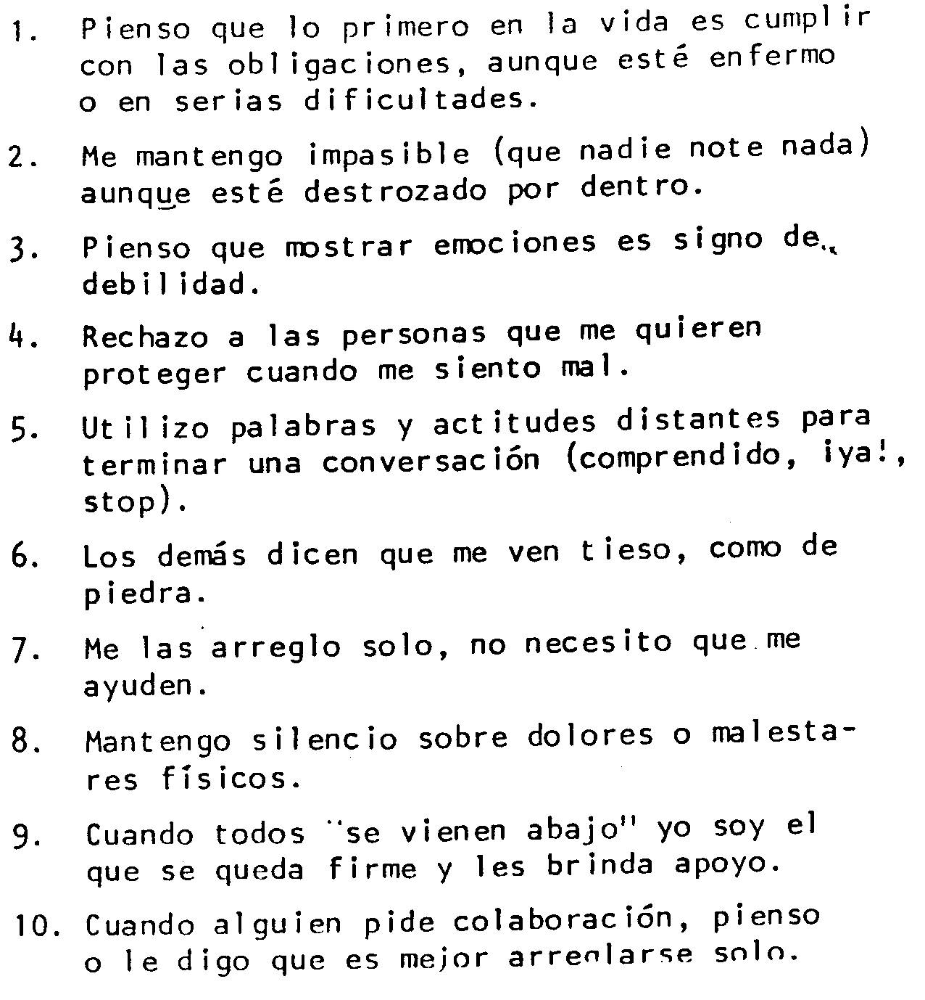 1. Pienso que lo primero en la vida es cumplir
con las obligaciones, aunque esté enfermo
o en serias dificultades.
2. Me mantengo impasible (que nadie note nada)
aunque esté destrozado por dentro.
3. Pienso que mostrar emociones es signo de
debilidad.
4. Rechazo a las personas que me quieren
proteger cuando me siento mal.
5. Utilizo palabras y actitudes distantes para
terminar una conversación (comprendido, ¡ya!,
stop).
6. Los demás dicen que me ven tieso, como de
piedra.
7. Me las arreglo solo, no necesito que me
ayuden.
8. Mantengo silencio sobre dolores o malesta-
res físicos.
9. Cuando todos "se vienen abajo" yo soy el
que se queda firme y les brinda apoyo.
10. Cuando alguien pide colaboración, pienso
o le digo que es mejor arreglarse solo.